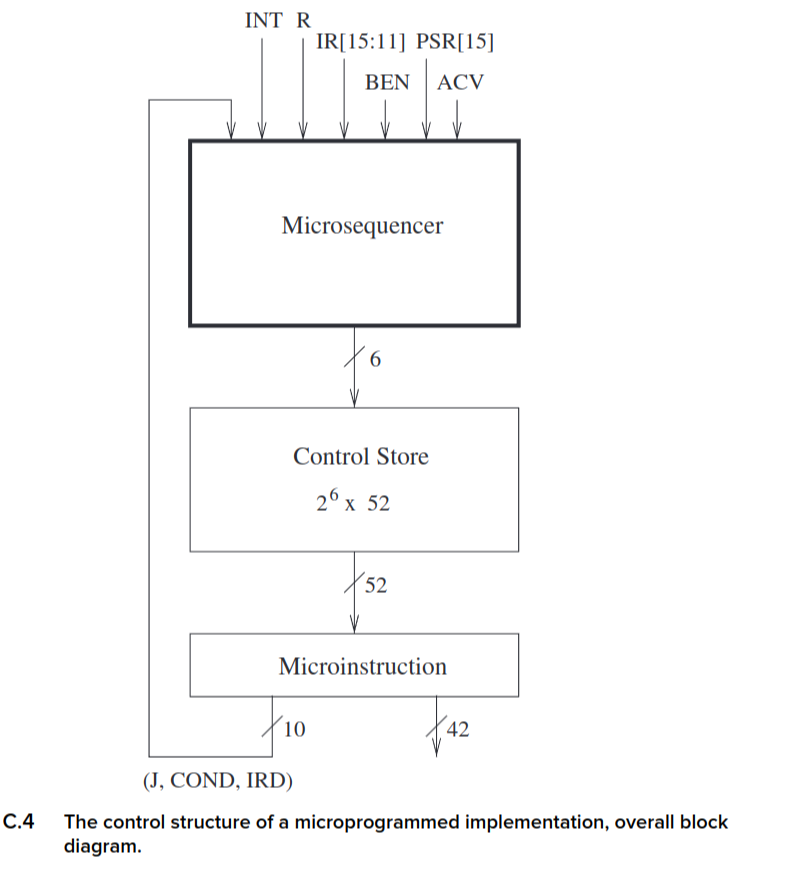 INT R
IR[15:11] PSR[15]
BEN ACV
Microsequencer
6
Control Store
2^6 x 52
52
Microinstruction
10
42
(J, COND, IRD)
C.4 The control structure of a microprogrammed implementation, overall block
diagram.